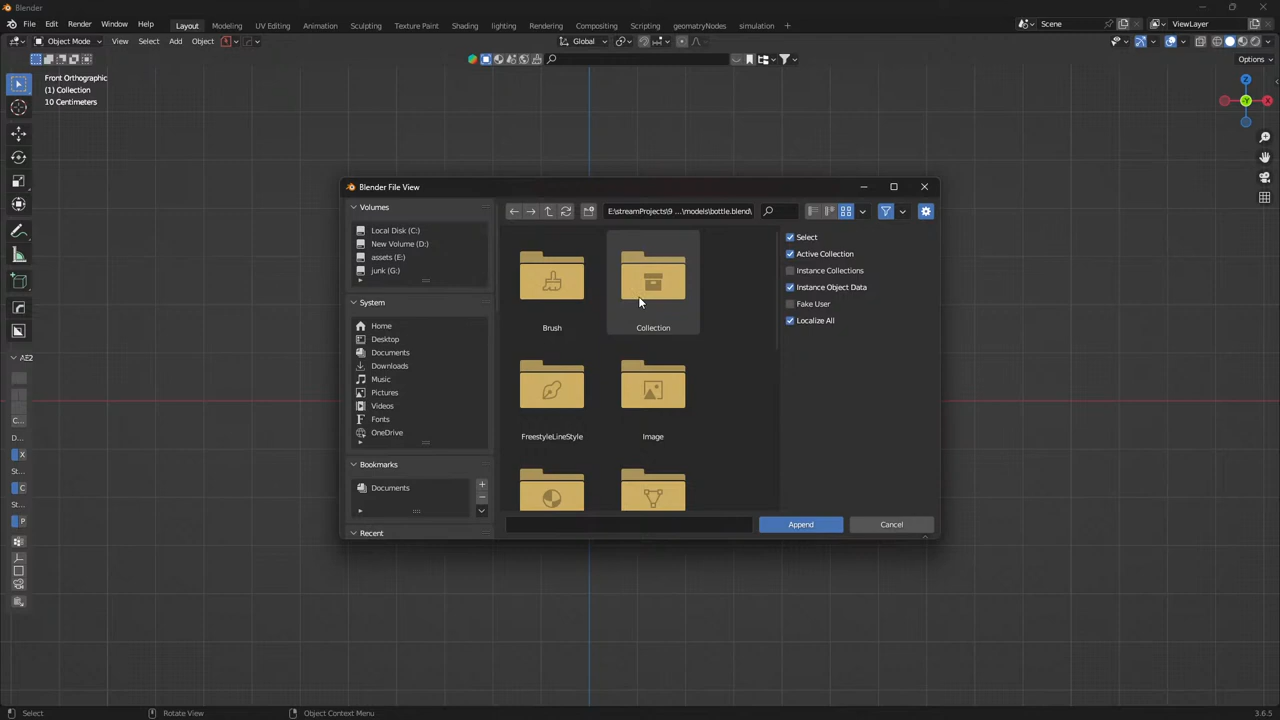 Blender
File Edit Render Window Help Layout Modeling UV Editing Animation Sculpting Texture Paint Shading lighting Rendering Compositing Scripting geometryNodes simulation + Scene ViewLayer
Object Mode View Select Add Object Global
Options
Front Orthographic
(1) Collection
10 Centimeters
Z
Y
X
AE2
C...
D...
X
St...
C
St...
P
Blender File View
Volumes
Local Disk (C:)
New Volume (D:)
assets (E:)
junk (G:)
System
Home
Desktop
Documents
Downloads
Music
Pictures
Videos
Fonts
OneDrive
Bookmarks
Documents
Recent
E:\streamProjects\9 ...\models\bottle.blend\
Brush
Collection
FreestyleLineStyle
Image
Select
Active Collection
Instance Collections
Instance Object Data
Fake User
Localize All
Append
Cancel
Select
Rotate View
Object Context Menu
3.6.5